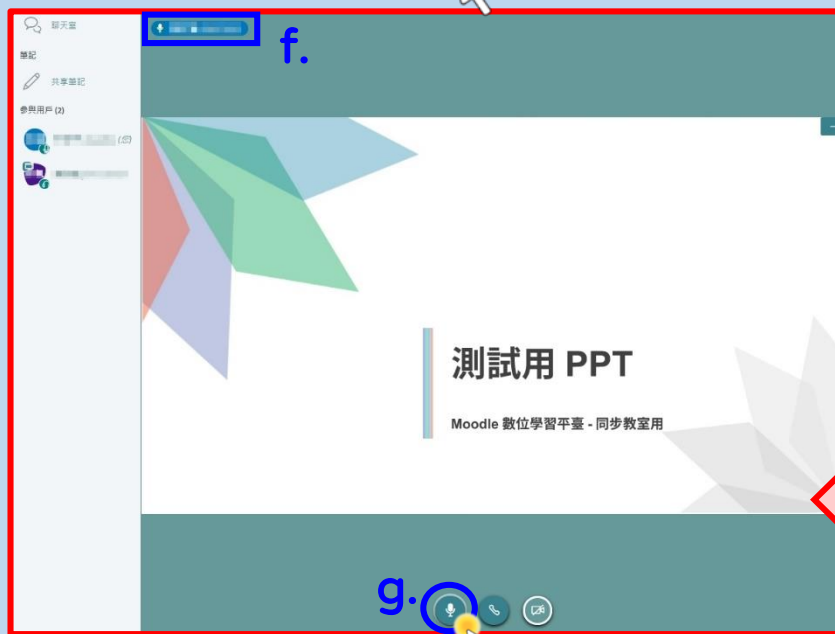 聊天室
f.
筆記
共享筆記
參與用戶 (2)
測試用 PPT
Moodle 數位學習平臺 - 同步教室用
g.